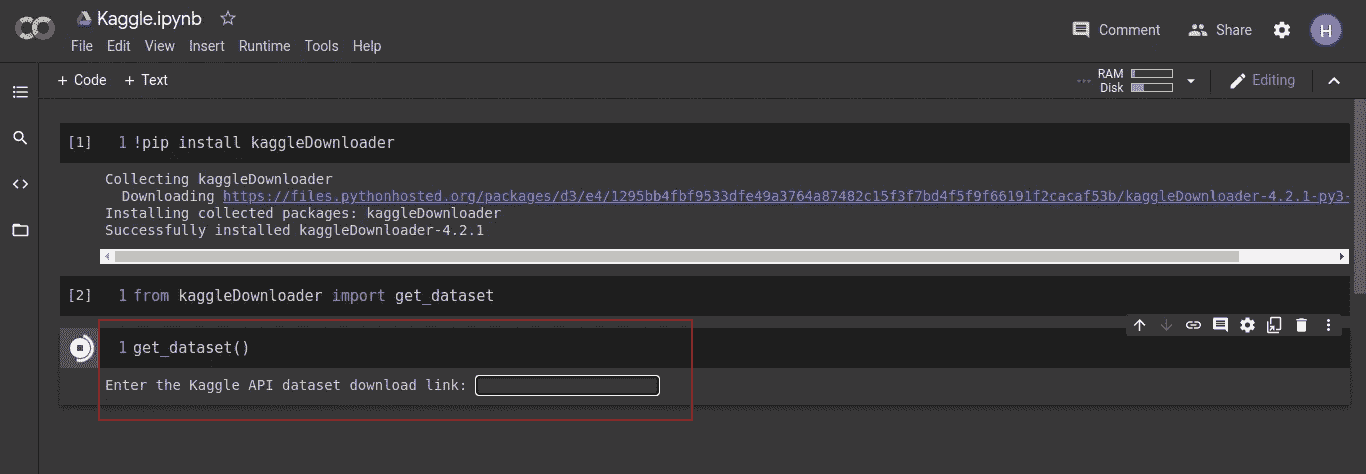 Kaggle.ipynb
File Edit View Insert Runtime Tools Help
Comment Share H
+ Code + Text
RAM
Disk
Editing
[1] 1 !pip install kaggleDownloader
Collecting kaggleDownloader
Downloading https://files.pythonhosted.org/packages/d3/e4/1295bb4fbf9533dfe49a3764a87482c15f3f7bd4f5f9f66191f2cacaf53b/kaggleDownloader-4.2.1-py3-
Installing collected packages: kaggleDownloader
Successfully installed kaggleDownloader-4.2.1
[2] 1 from kaggleDownloader import get_dataset
1 get_dataset()
Enter the Kaggle API dataset download link: